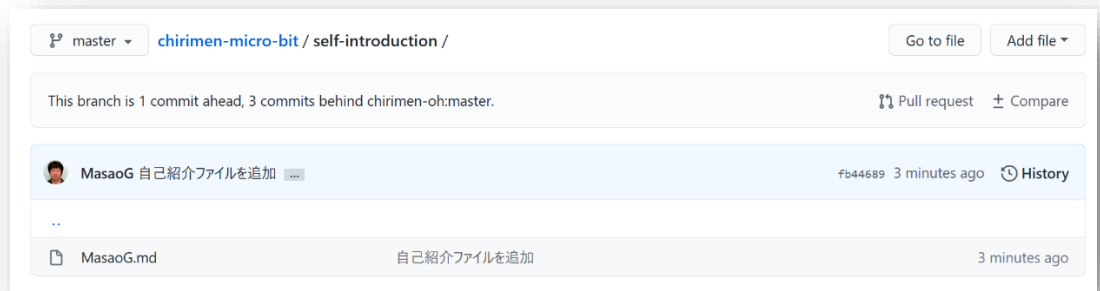 master chirimen-micro-bit / self-introduction / Go to file Add file
This branch is 1 commit ahead, 3 commits behind chirimen-oh:master. Pull request Compare
MasaoG 自己紹介ファイルを追加 ... fb44689 3 minutes ago History
..
MasaoG.md 自己紹介ファイルを追加 3 minutes ago